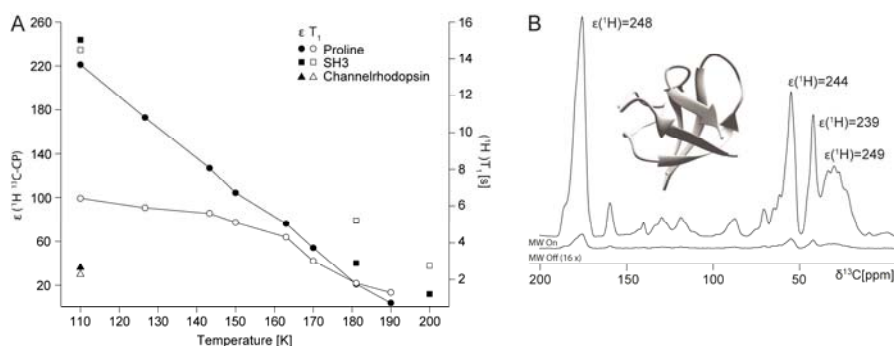 A
B
260
220
180
140
100
60
20
ε (¹H ¹³C-CP)
16
14
12
10
8
6
4
2
(¹H )T₁[s]
ε T₁
Proline
SH3
Channelrhodopsin
110 120 130 140 150 160 170 180 190 200
Temperature [K]
ε(¹H)=248
ε(¹H)=244
ε(¹H)=239
ε(¹H)=249
MW On
MW Off (16 x)
200 150 100 50
δ¹³C[ppm]